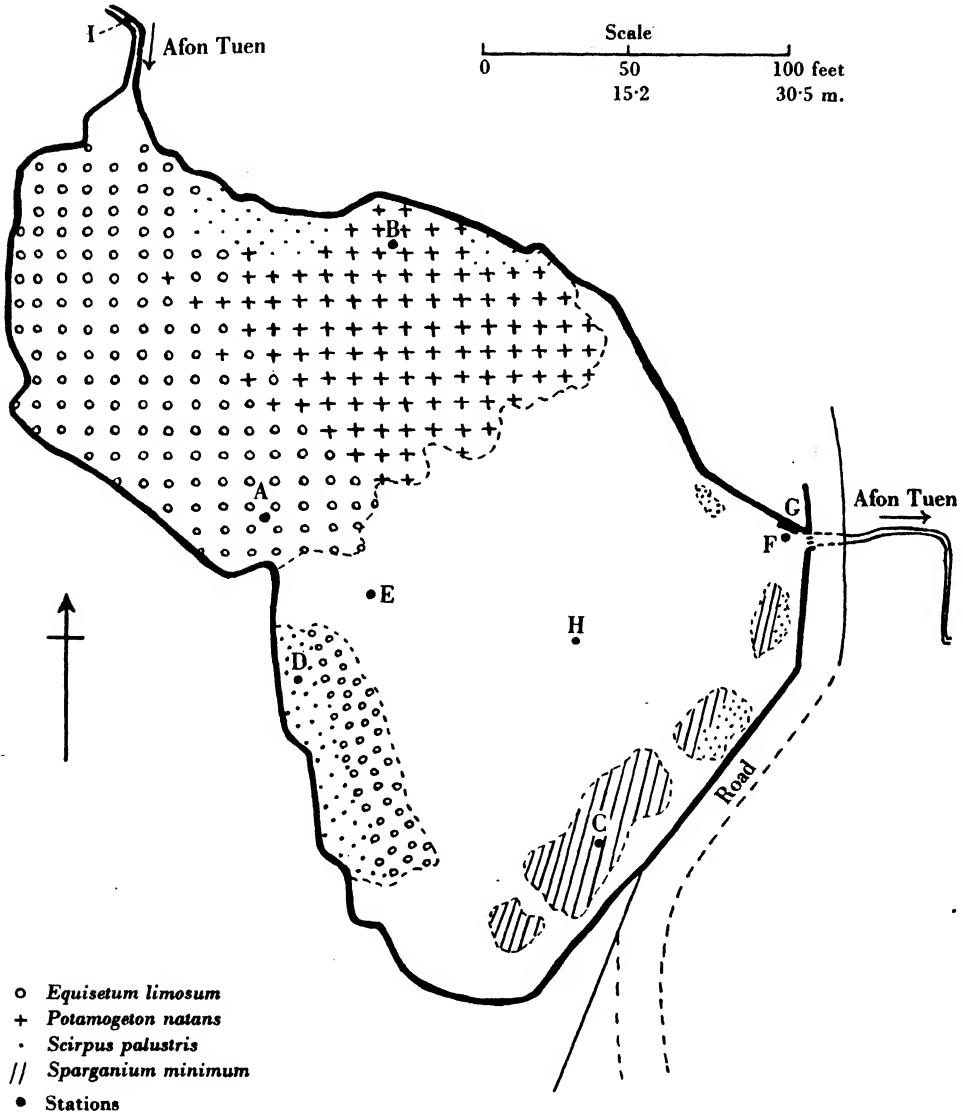 I
Afon Tuen
Scale
0 50 100 feet
15·2 30·5 m.
B
A
G
Afon Tuen
F
E
H
D
C
Road
Equisetum limosum
Potamogeton natans
Scirpus palustris
Sparganium minimum
Stations